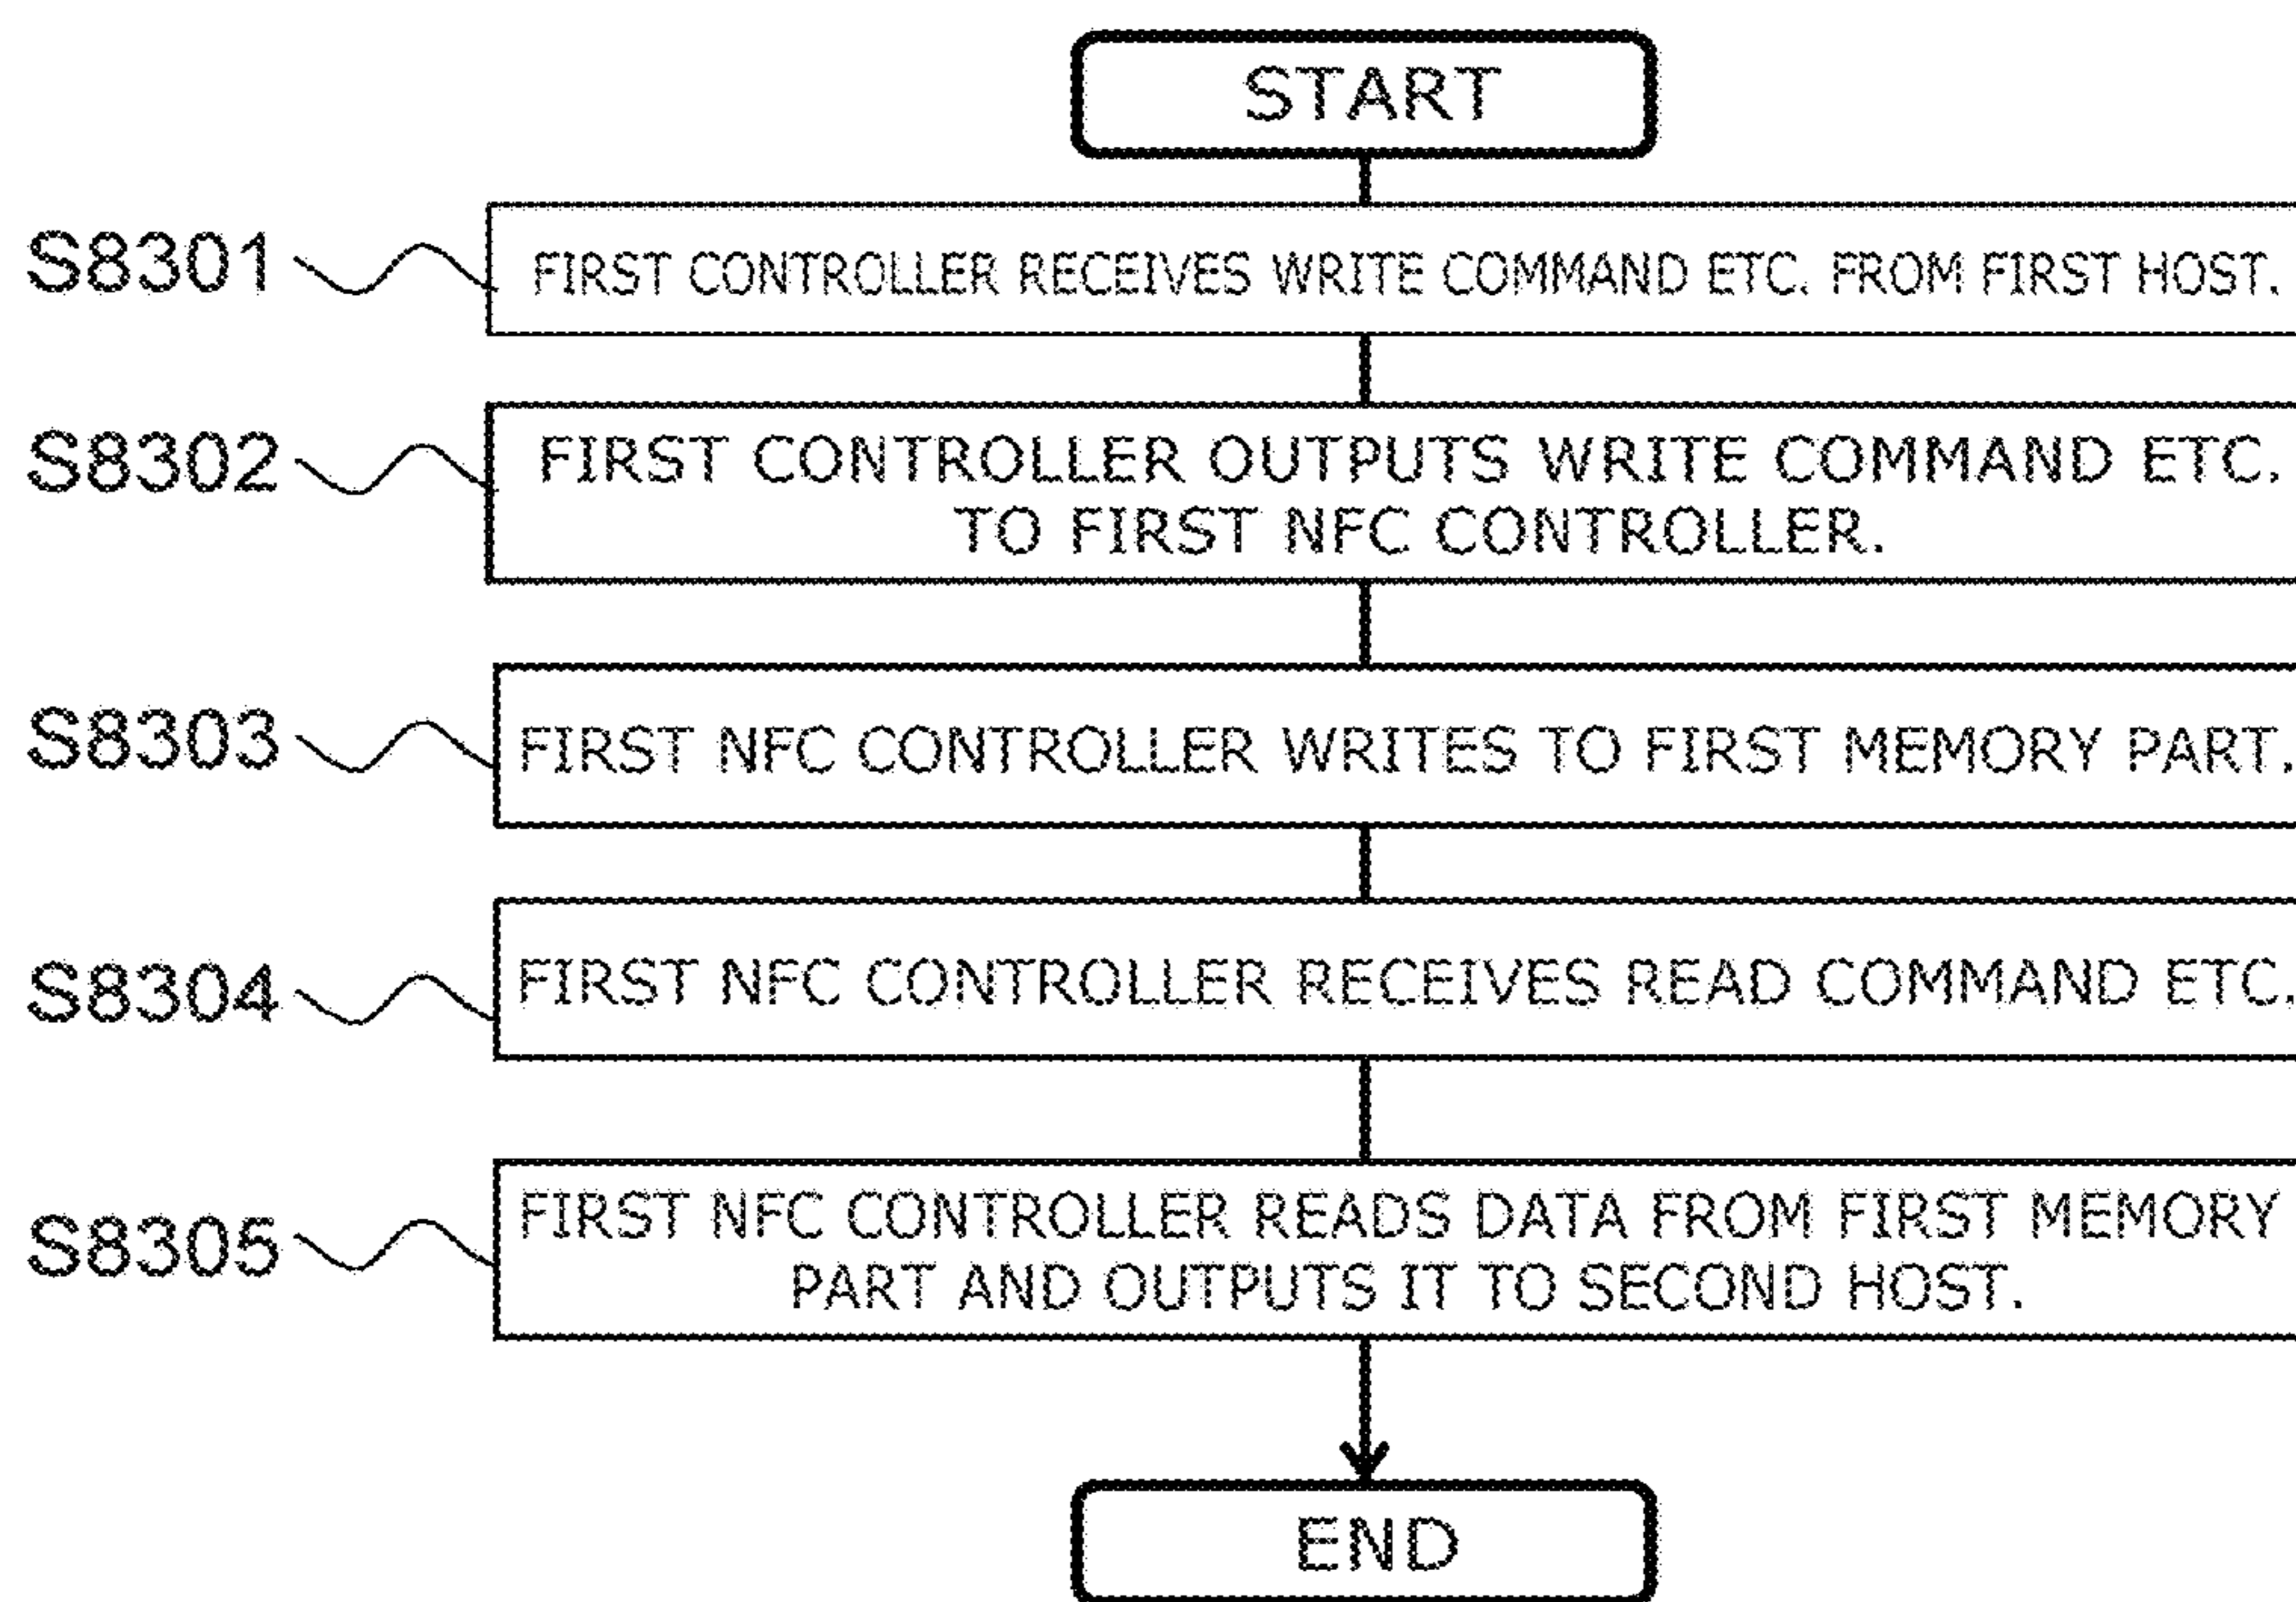 START
S8301
FIRST CONTROLLER RECEIVES WRITE COMMAND ETC. FROM FIRST HOST.
S8302
FIRST CONTROLLER OUTPUTS WRITE COMMAND ETC.
TO FIRST NFC CONTROLLER.
S8303
FIRST NFC CONTROLLER WRITES TO FIRST MEMORY PART.
S8304
FIRST NFC CONTROLLER RECEIVES READ COMMAND ETC.
S8305
FIRST NFC CONTROLLER READS DATA FROM FIRST MEMORY
PART AND OUTPUTS IT TO SECOND HOST.
END